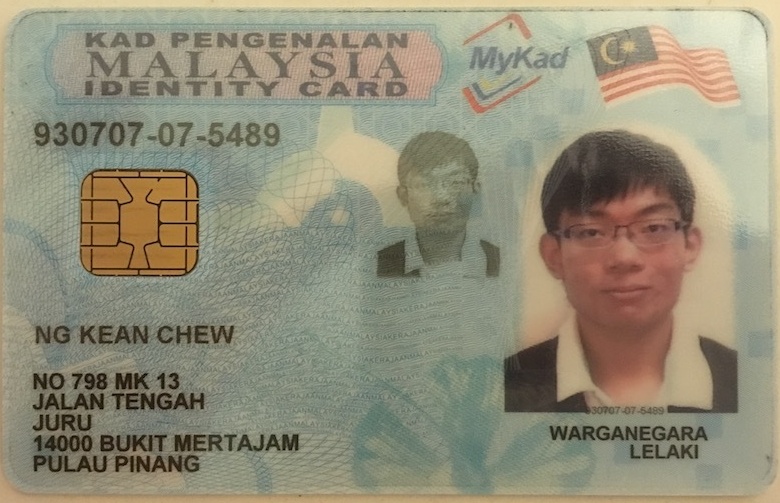 KAD PENGENALAN
MALAYSIA
IDENTITY CARD
MyKad
930707-07-5489
NG KEAN CHEW
NO 798 MK 13
JALAN TENGAH
JURU
14000 BUKIT MERTAJAM
PULAU PINANG
930707-07-5489
WARGANEGARA
LELAKI